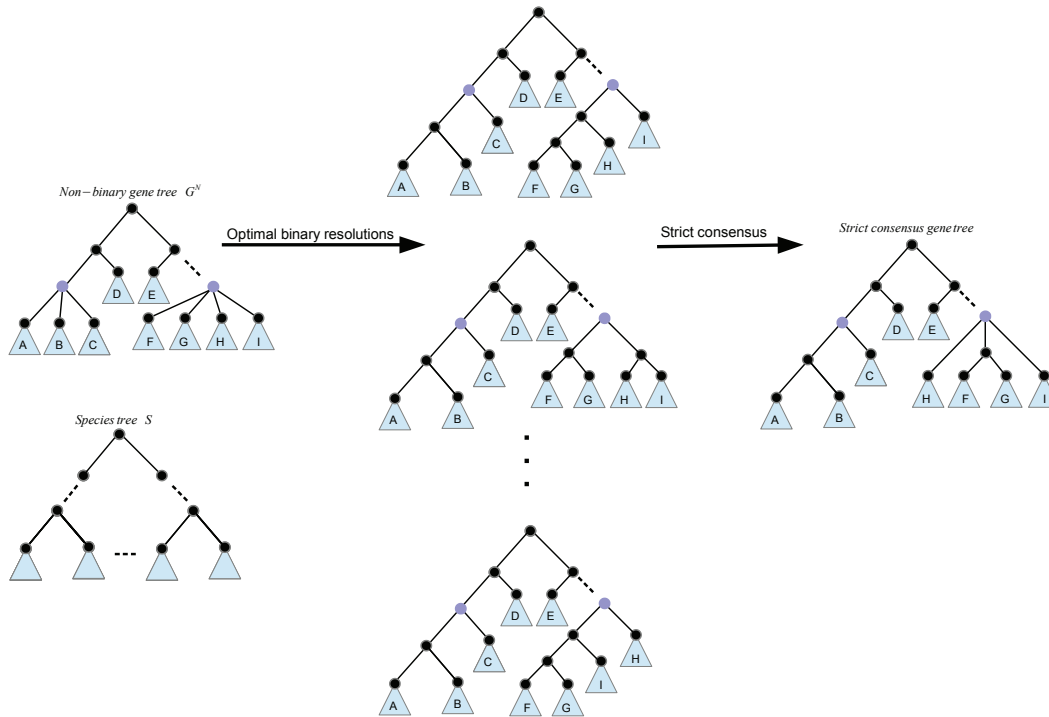 D
E
C
I
H
A
B
F
G
Non−binary gene tree G^N
Optimal binary resolutions
Strict consensus
Strict consensus gene tree
D
E
A
B
C
F
G
H
I
D
E
C
A
B
F
G
H
I
D
E
C
A
B
H
F
G
I
Species tree S
D
E
C
H
I
A
B
F
G